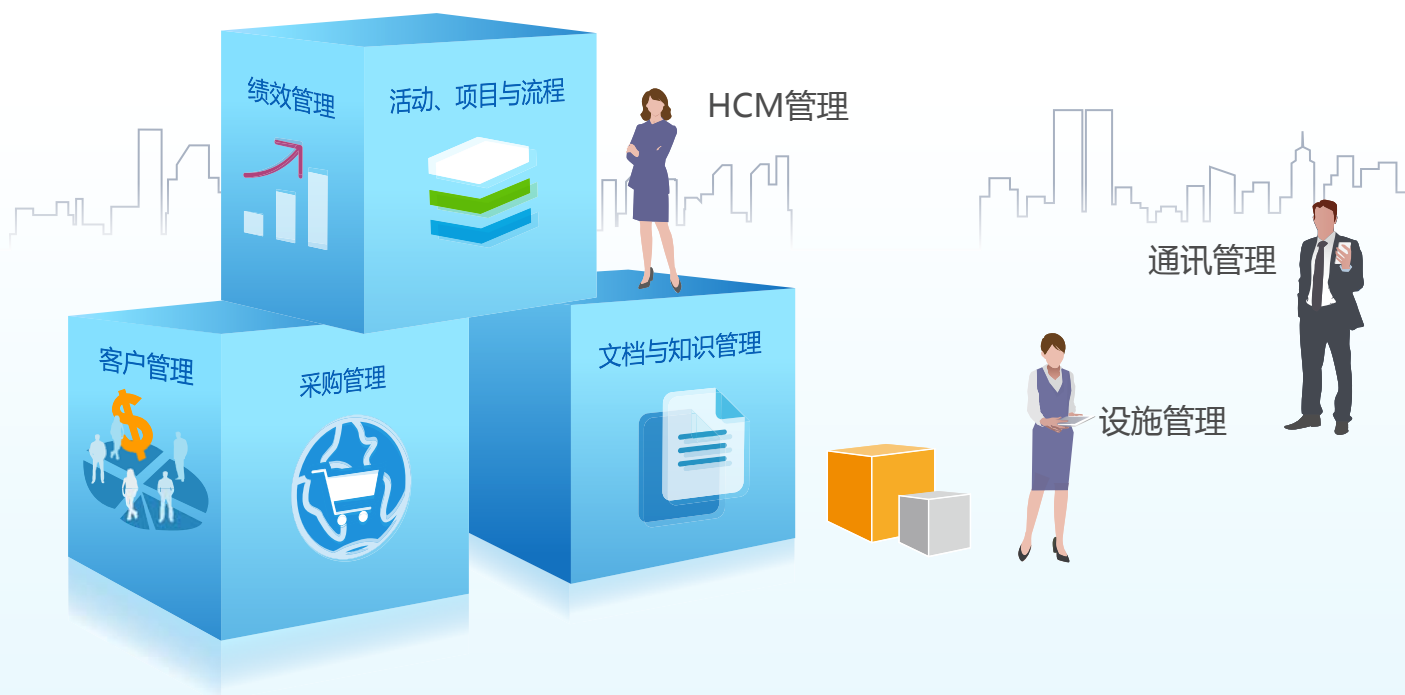 绩效管理
活动、项目与流程
HCM管理
通讯管理
客户管理
采购管理
文档与知识管理
设施管理